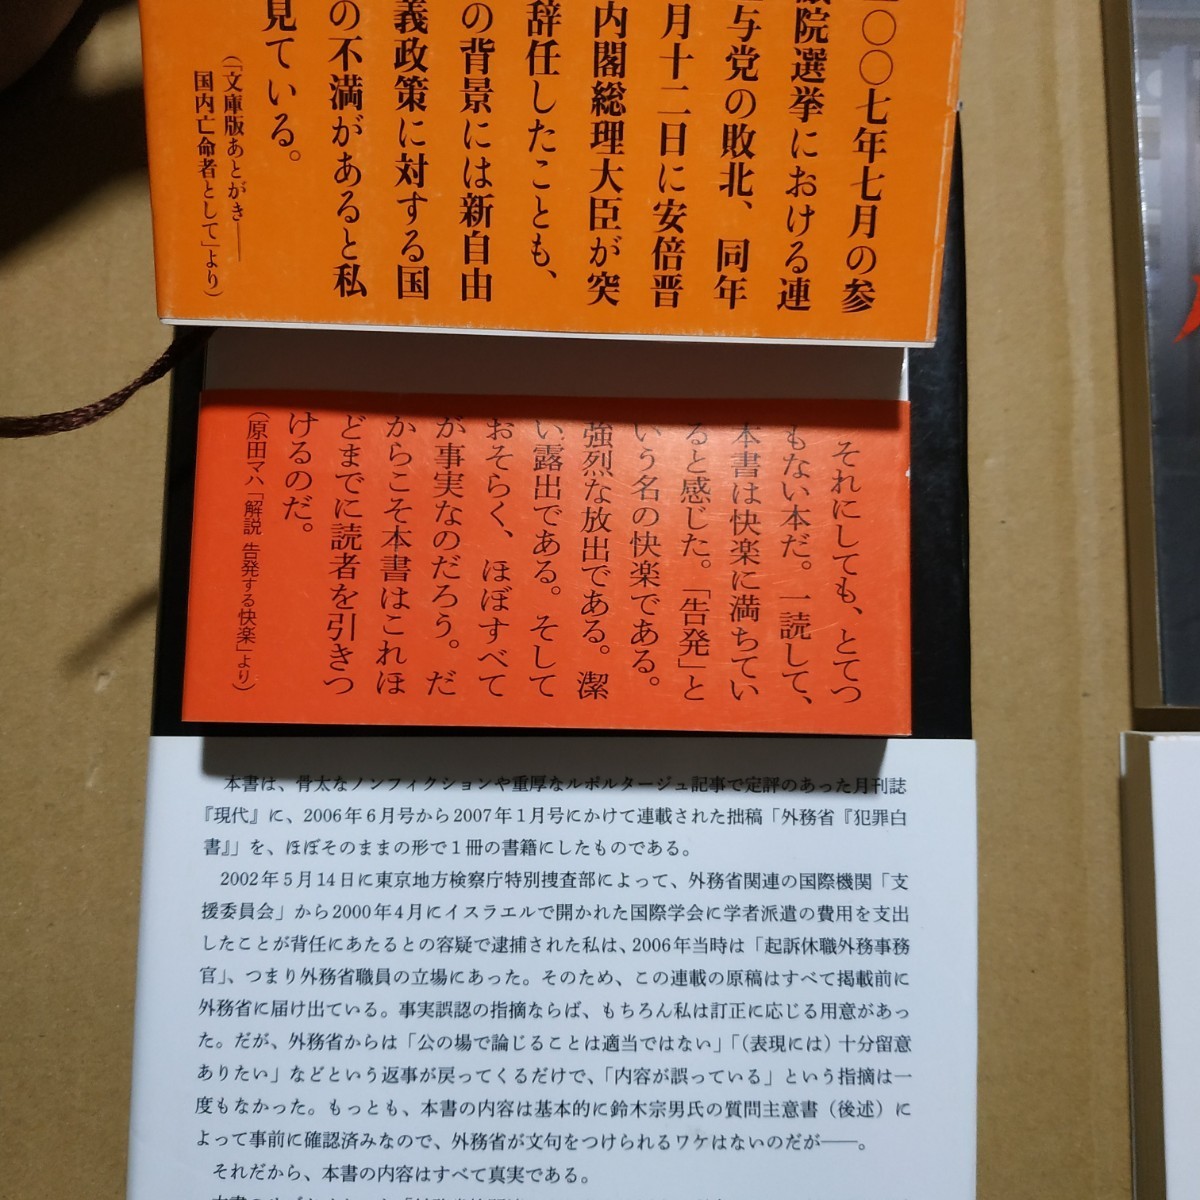 二〇〇七年七月の参
議院選挙における連
立与党の敗北、同年
月十二日に安倍晋
内閣総理大臣が突
辞任したことも、
の背景には新自由
義政策に対する国
の不満があると私
見ている。
(「文庫版あとがき――
国内亡命者として」より)
それにしても、とてつ
もない本だ。一読して、
本書は快楽に満ちてい
ると感じた。「告発」と
いう名の快楽である。
強烈な放出である。潔
い露出である。そして
おそらく、ほぼすべて
が事実なのだろう。だ
からこそ本書はこれほ
どまでに読者を引きつ
けるのだ。
(原田マハ「解説 告発する快楽」より)
本書は、骨太なノンフィクションや重厚なルポルタージュ記事で定評のあった月刊誌
『現代』に、2006年6月号から2007年1月号にかけて連載された拙稿「外務省『犯罪白
書』」を、ほぼそのままの形で1冊の書籍にしたものである。
2002年5月14日に東京地方検察庁特別捜査部によって、外務省関連の国際機関「支
援委員会」から2000年4月にイスラエルで開かれた国際学会に学者派遣の費用を支出
したことが背任にあたるとの容疑で逮捕された私は、2006年当時は「起訴休職外務事務
官」、つまり外務省職員の立場にあった。そのため、この連載の原稿はすべて掲載前に
外務省に届け出ている。事実誤認の指摘ならば、もちろん私は訂正に応じる用意があっ
た。だが、外務省からは「公の場で論じることは適当ではない」「(表現には)十分留意
ありたい」などという返事が戻ってくるだけで、「内容が誤っている」という指摘は一
度もなかった。もっとも、本書の内容は基本的に鈴木宗男氏の質問主意書(後述)に
よって事前に確認済みなので、外務省が文句をつけられるワケはないのだが――。
それだから、本書の内容はすべて真実である。